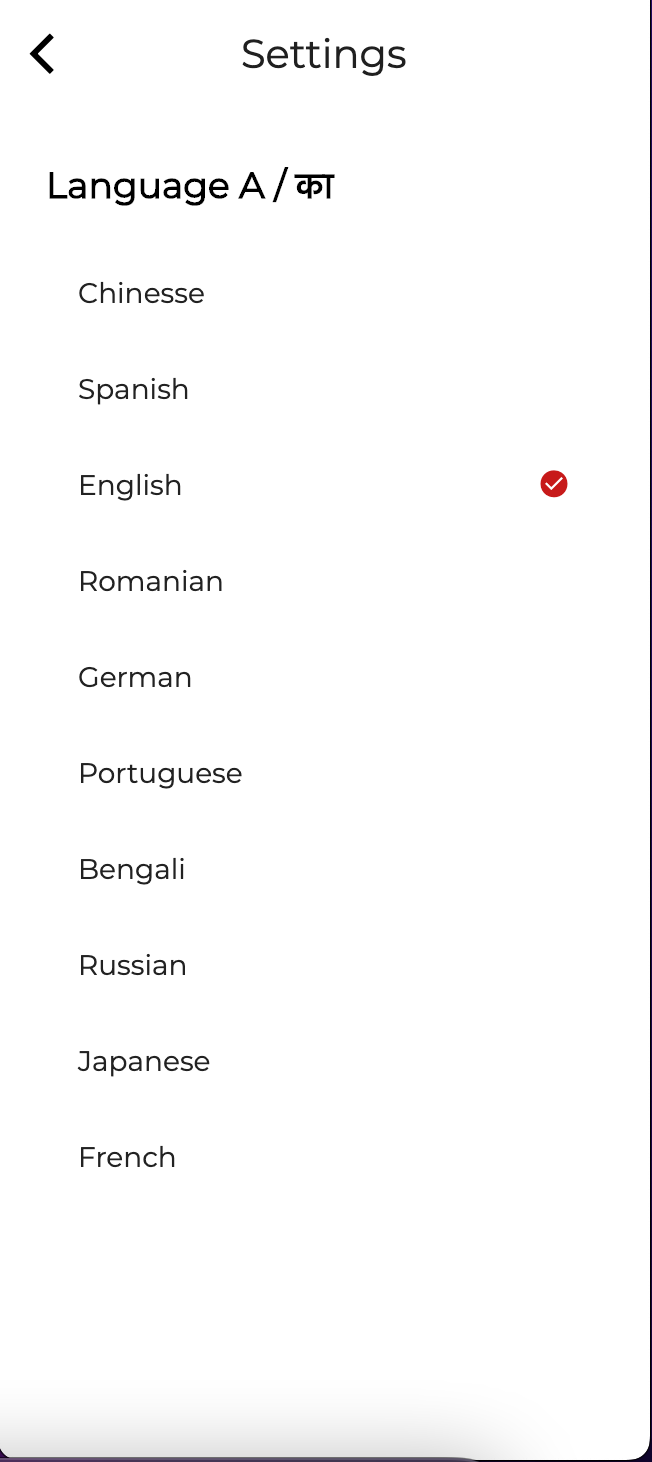 Settings
Language A / का
Chinesse
Spanish
English
Romanian
German
Portuguese
Bengali
Russian
Japanese
French